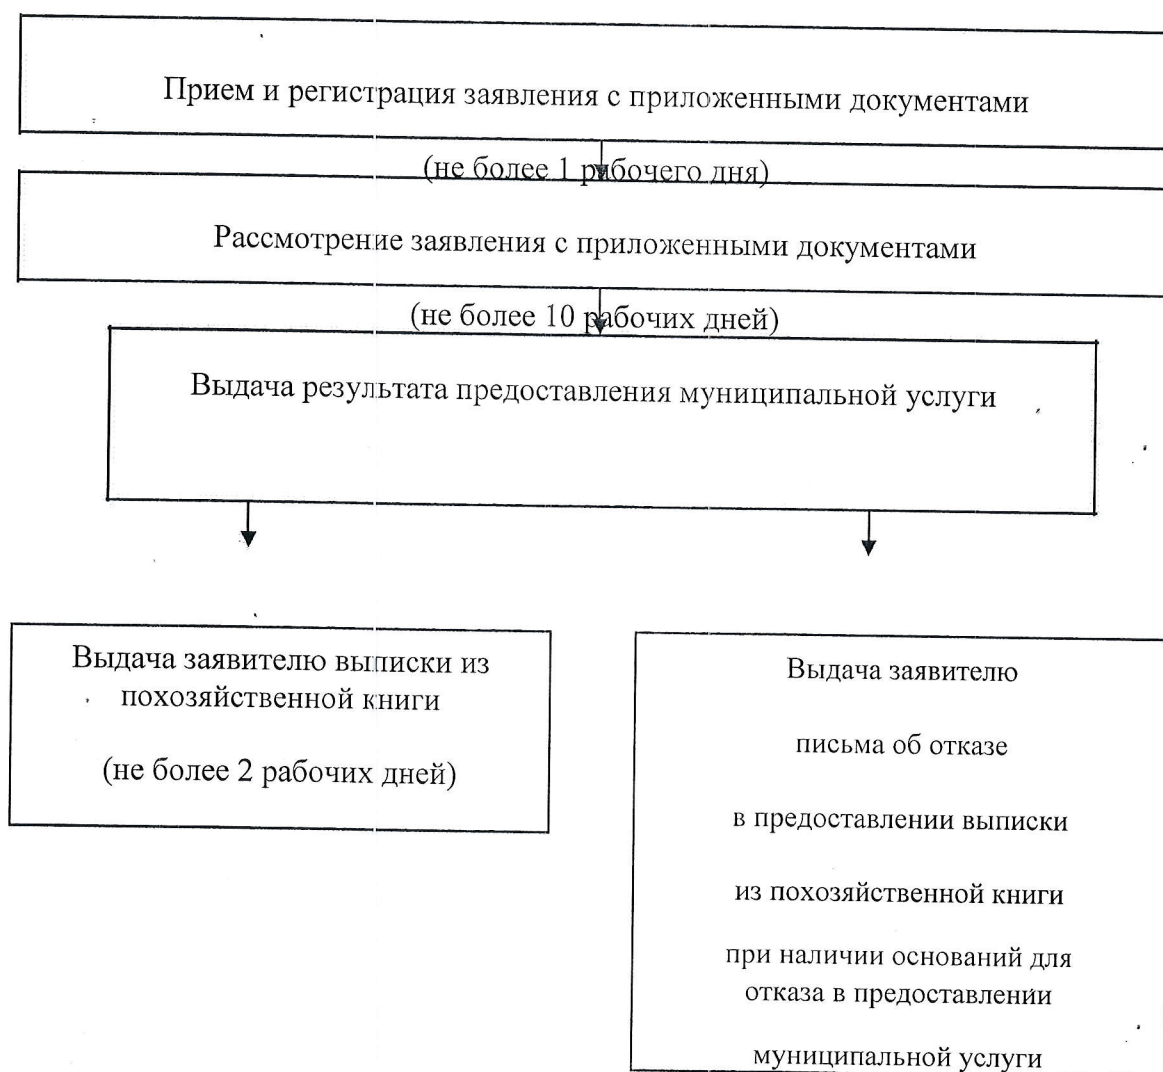 Прием и регистрация заявления с приложенными документами
(не более 1 рабочего дня)
Рассмотрение заявления с приложенными документами
(не более 10 рабочих дней)
Выдача результата предоставления муниципальной услуги
Выдача заявителю выписки из
похозяйственной книги
(не более 2 рабочих дней)
Выдача заявителю
письма об отказе
в предоставлении выписки
из похозяйственной книги
при наличии оснований для
отказа в предоставлении
муниципальной услуги